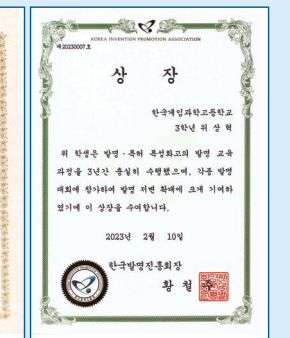 KOREA INVENTION PROMOTION ASSOCIATION
제20230007호
상 장
한국게임과학고등학교
3학년 위 상 혁
위 학생은 발명 · 특허 특성화고의 발명 교육
과정을 3년간 충실히 수행했으며, 각종 발명
대회에 참가하여 발명 저변 확대에 크게 기여하
였기에 이 상장을 수여합니다.
2023년 2월 10일
한국발명진흥회장
황 철 주